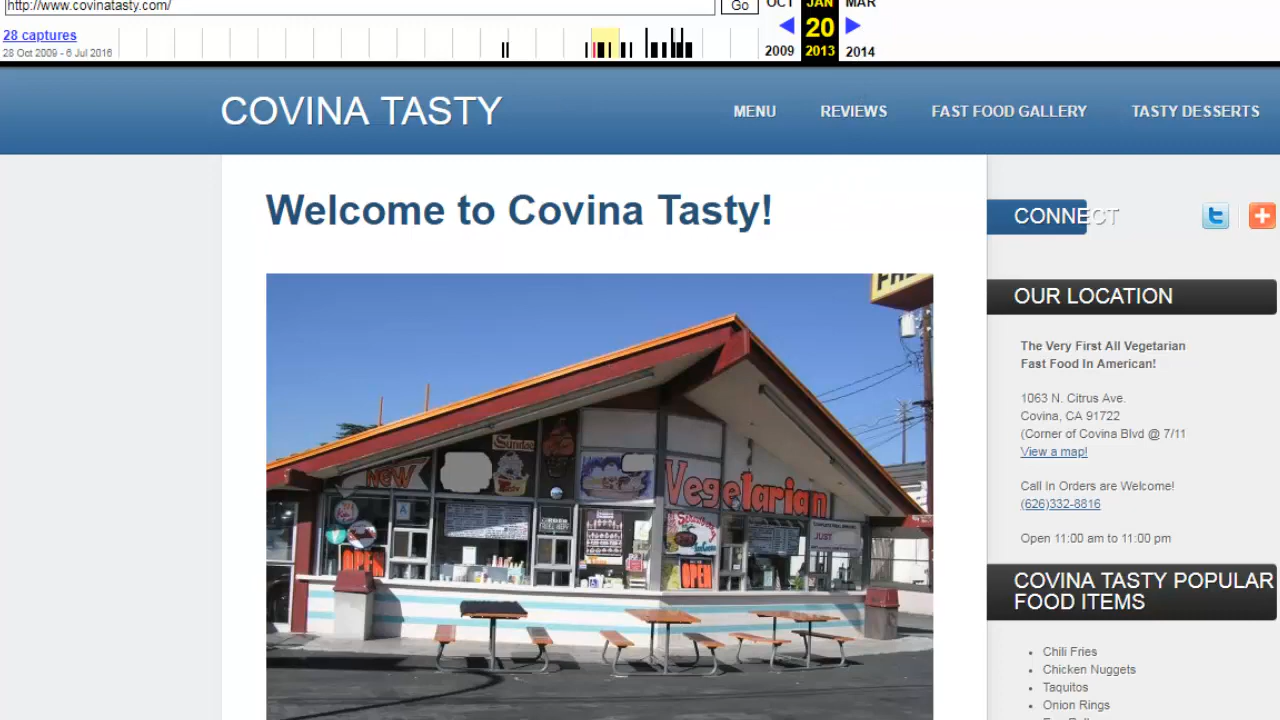 http://www.covinatasty.com/
Go
OCT
JAN
MAR
28 captures
20
28 Oct 2009 - 6 Jul 2016
2009
2013
2014
COVINA TASTY
MENU
REVIEWS
FAST FOOD GALLERY
TASTY DESSERTS
Welcome to Covina Tasty!
CONNECT
OUR LOCATION
The Very First All Vegetarian
Fast Food In American!
1063 N. Citrus Ave.
Covina, CA 91722
(Corner of Covina Blvd @ 7/11
View a map!
Call In Orders are Welcome!
(626)332-8816
Open 11:00 am to 11:00 pm
COVINA TASTY POPULAR
FOOD ITEMS
Chili Fries
Chicken Nuggets
Taquitos
Onion Rings
Sundae
NEW
Vegetarian
A
JUST
OPEN
OPEN